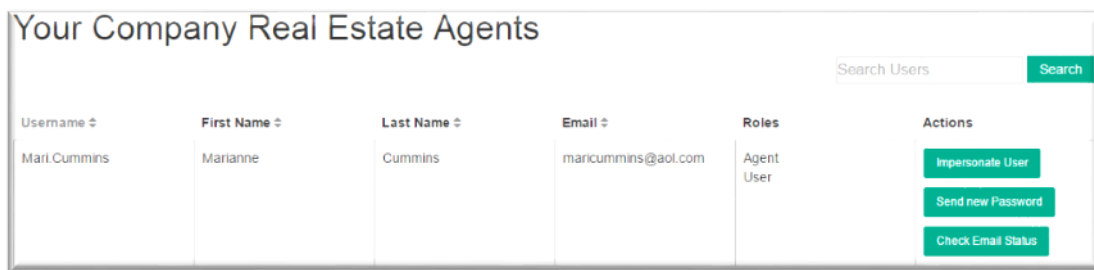 Your Company Real Estate Agents
Search Users Search
Username First Name Last Name Email Roles Actions
Mari.Cummins Marianne Cummins maricummins@aol.com Agent Impersonate User
User
Send new Password
Check Email Status